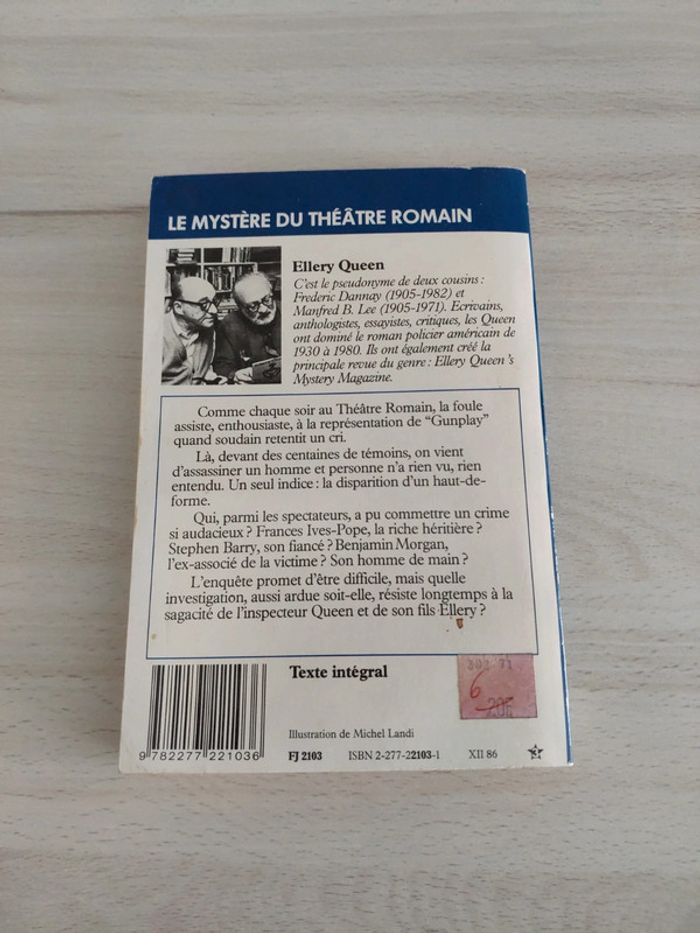 LE MYSTÈRE DU THÉÂTRE ROMAIN
Ellery Queen
C'est le pseudonyme de deux cousins :
Frederic Dannay (1905-1982) et
Manfred B. Lee (1905-1971). Ecrivains,
anthologistes, essayistes, critiques, les Queen
ont dominé le roman policier américain de
1930 à 1980. Ils ont également créé la
principale revue du genre : Ellery Queen's
Mystery Magazine.
Comme chaque soir au Théâtre Romain, la foule
assiste, enthousiaste, à la représentation de "Gunplay"
quand soudain retentit un cri.
Là, devant des centaines de témoins, on vient
d'assassiner un homme et personne n'a rien vu, rien
entendu. Un seul indice : la disparition d'un haut-de-
forme.
Qui, parmi les spectateurs, a pu commettre un crime
si audacieux ? Frances Ives-Pope, la riche héritière ?
Stephen Barry, son fiancé ? Benjamin Morgan,
l'ex-associé de la victime ? Son homme de main ?
L'enquête promet d'être difficile, mais quelle
investigation, aussi ardue soit-elle, résiste longtemps à la
sagacité de l'inspecteur Queen et de son fils Ellery ?
Texte intégral
6
Illustration de Michel Landi
9 782277 221036
FJ 2103 ISBN 2-277-22103-1 XII 86
3